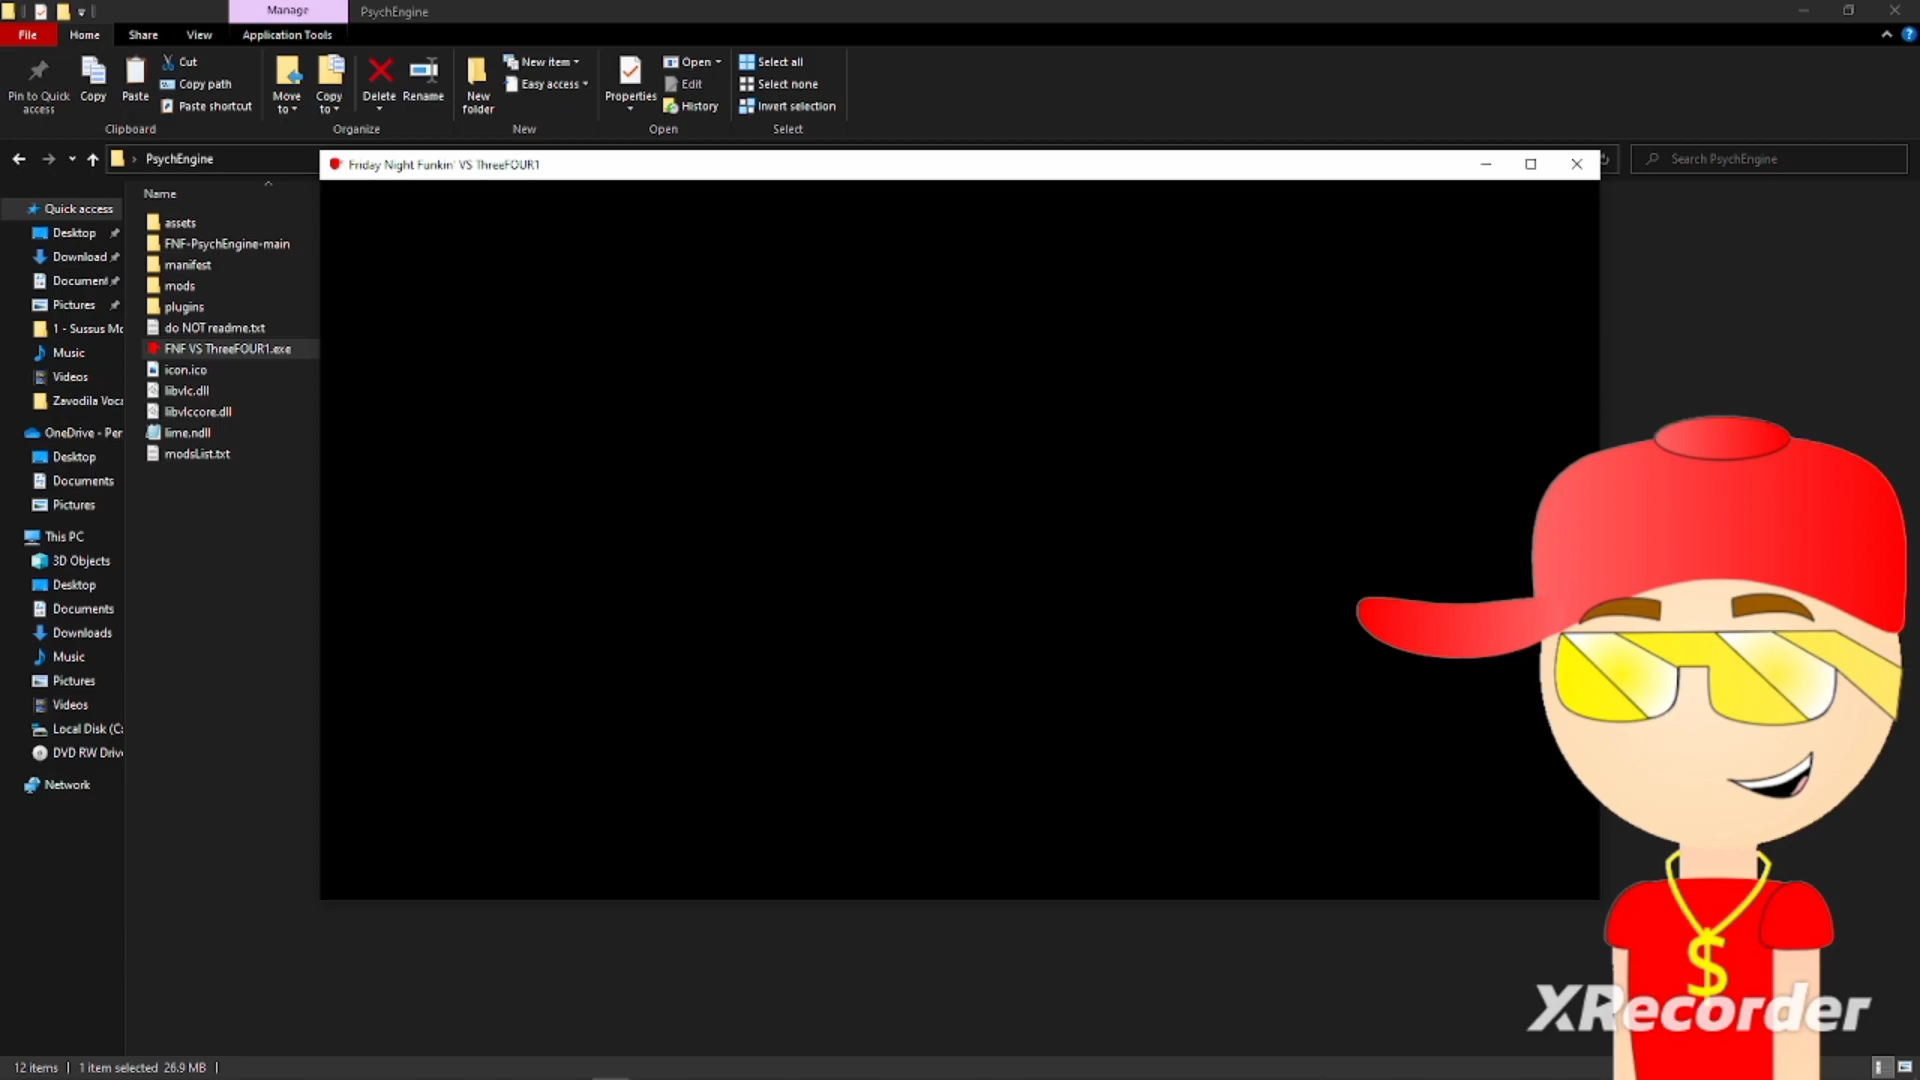 Manage
PsychEngine
File
Home
Share
View
Application Tools
Pin to Quick access
Copy
Paste
Cut
Copy path
Paste shortcut
Move to
Copy to
Delete
Rename
New folder
New item
Easy access
Properties
Open
Edit
History
Select all
Select none
Invert selection
Clipboard
Organize
New
Open
Select
PsychEngine
Search PsychEngine
Friday Night Funkin' VS ThreeFOUR1
Name
Quick access
Desktop
Download
Document
Pictures
1 - Sussus Mo
Music
Videos
Zavodila Voca
OneDrive - Per
Desktop
Documents
Pictures
This PC
3D Objects
Desktop
Documents
Downloads
Music
Pictures
Videos
Local Disk (C:
DVD RW Drive
Network
assets
FNF-PsychEngine-main
manifest
mods
plugins
do NOT readme.txt
FNF VS ThreeFOUR1.exe
icon.ico
libvlc.dll
libvlccore.dll
lime.ndll
modsList.txt
$
XRecorder
12 items
1 item selected 26.9 MB